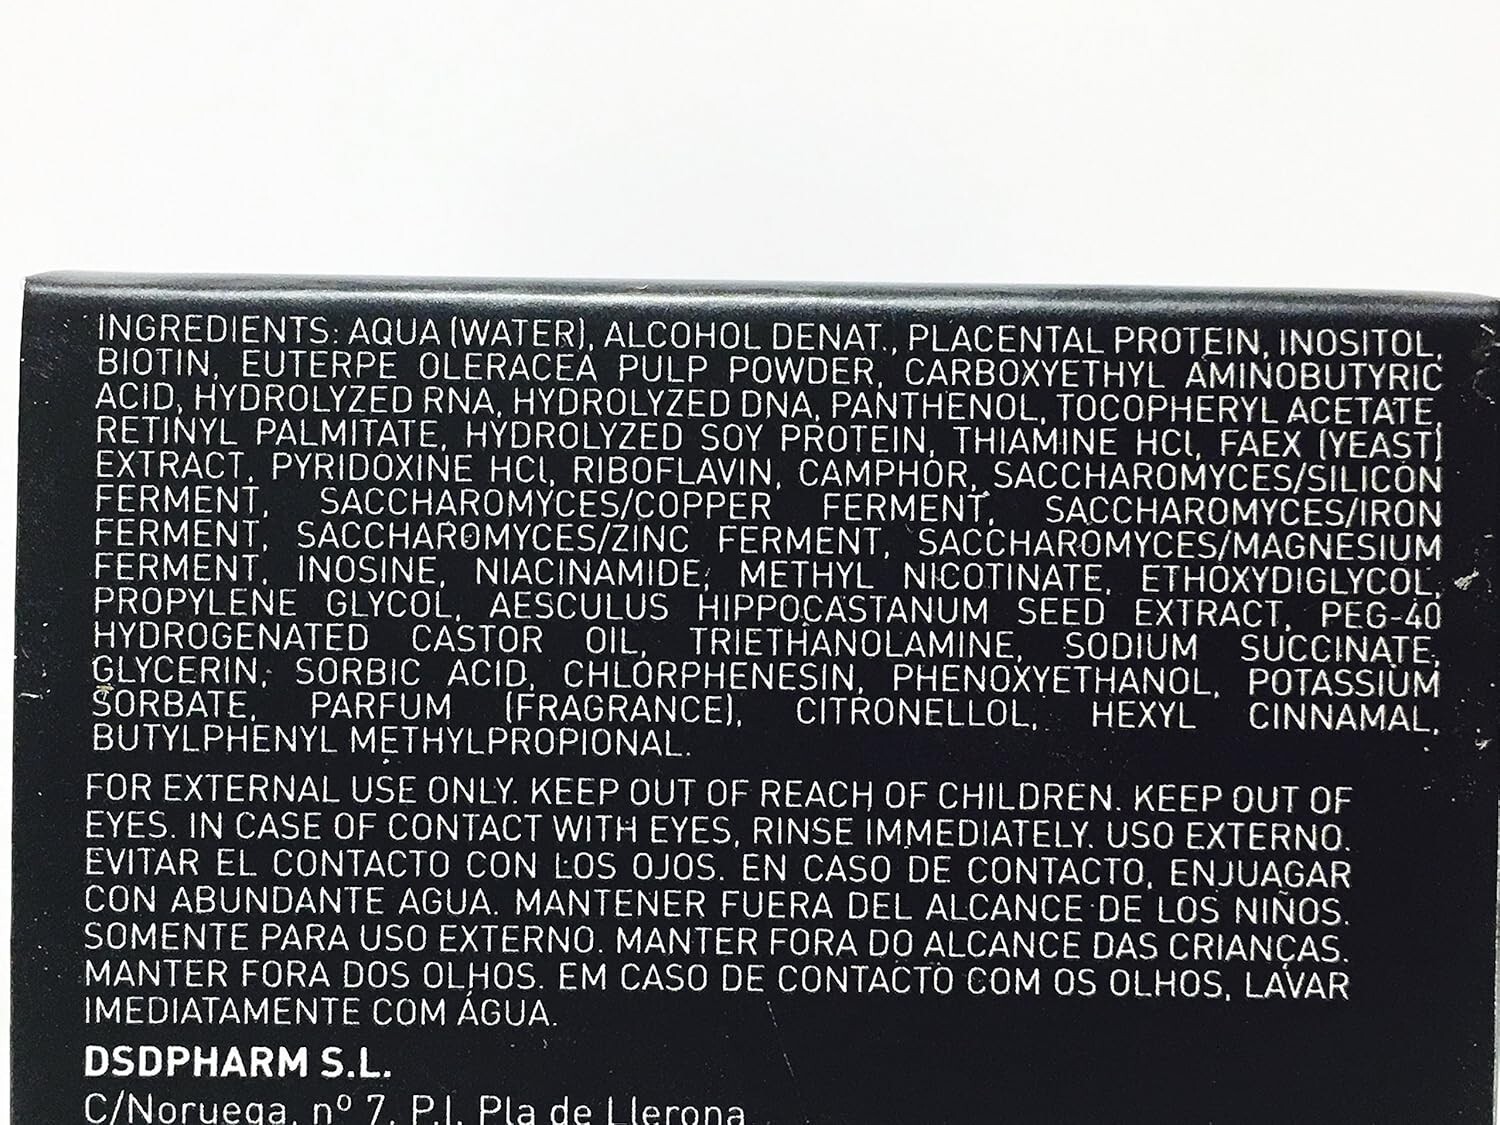 INGREDIENTS: AQUA (WATER), ALCOHOL DENAT., PLACENTAL PROTEIN, INOSITOL,
BIOTIN, EUTERPE OLERACEA PULP POWDER, CARBOXYETHYL AMINOBUTYRIC
ACID, HYDROLYZED RNA, HYDROLYZED DNA, PANTHENOL, TOCOPHERYL ACETATE,
RETINYL PALMITATE, HYDROLYZED SOY PROTEIN, THIAMINE HCl, FAEX (YEAST)
EXTRACT, PYRIDOXINE HCl, RIBOFLAVIN, CAMPHOR, SACCHAROMYCES/SILICON
FERMENT, SACCHAROMYCES/COPPER FERMENT, SACCHAROMYCES/IRON
FERMENT, SACCHAROMYCES/ZINC FERMENT, SACCHAROMYCES/MAGNESIUM
FERMENT, INOSINE, NIACINAMIDE, METHYL NICOTINATE, ETHOXYDIGLYCOL,
PROPYLENE GLYCOL, AESCULUS HIPPOCASTANUM SEED EXTRACT, PEG-40
HYDROGENATED CASTOR OIL, TRIETHANOLAMINE, SODIUM SUCCINATE,
GLYCERIN, SORBIC ACID, CHLORPHENESIN, PHENOXYETHANOL, POTASSIUM
SORBATE, PARFUM (FRAGRANCE), CITRONELLOL, HEXYL CINNAMAL,
BUTYLPHENYL METHYLPROPIONAL.
FOR EXTERNAL USE ONLY. KEEP OUT OF REACH OF CHILDREN. KEEP OUT OF
EYES. IN CASE OF CONTACT WITH EYES, RINSE IMMEDIATELY. USO EXTERNO.
EVITAR EL CONTACTO CON LOS OJOS. EN CASO DE CONTACTO, ENJUAGAR
CON ABUNDANTE AGUA. MANTENER FUERA DEL ALCANCE DE LOS NIÑOS.
SOMENTE PARA USO EXTERNO. MANTER FORA DO ALCANCE DAS CRIANÇAS.
MANTER FORA DOS OLHOS. EM CASO DE CONTACTO COM OS OLHOS, LAVAR
IMEDIATAMENTE COM ÁGUA.
DSDPHARM S.L.
C/Noruega, nº 7, P.I. Pla de Llerona,